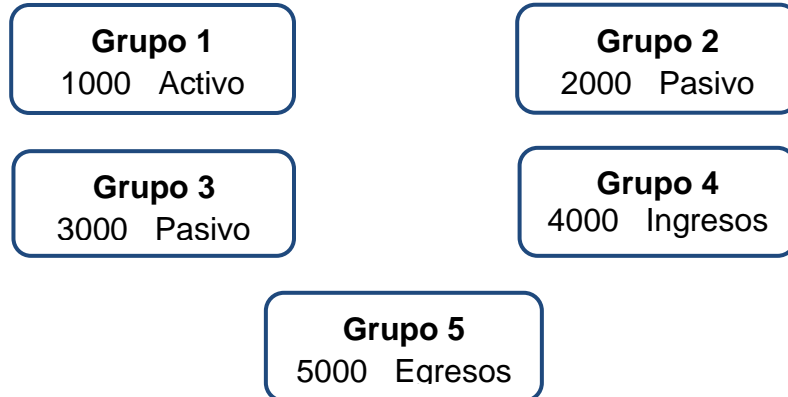 Grupo 1
1000 Activo
Grupo 2
2000 Pasivo
Grupo 3
3000 Pasivo
Grupo 4
4000 Ingresos
Grupo 5
5000 Egresos